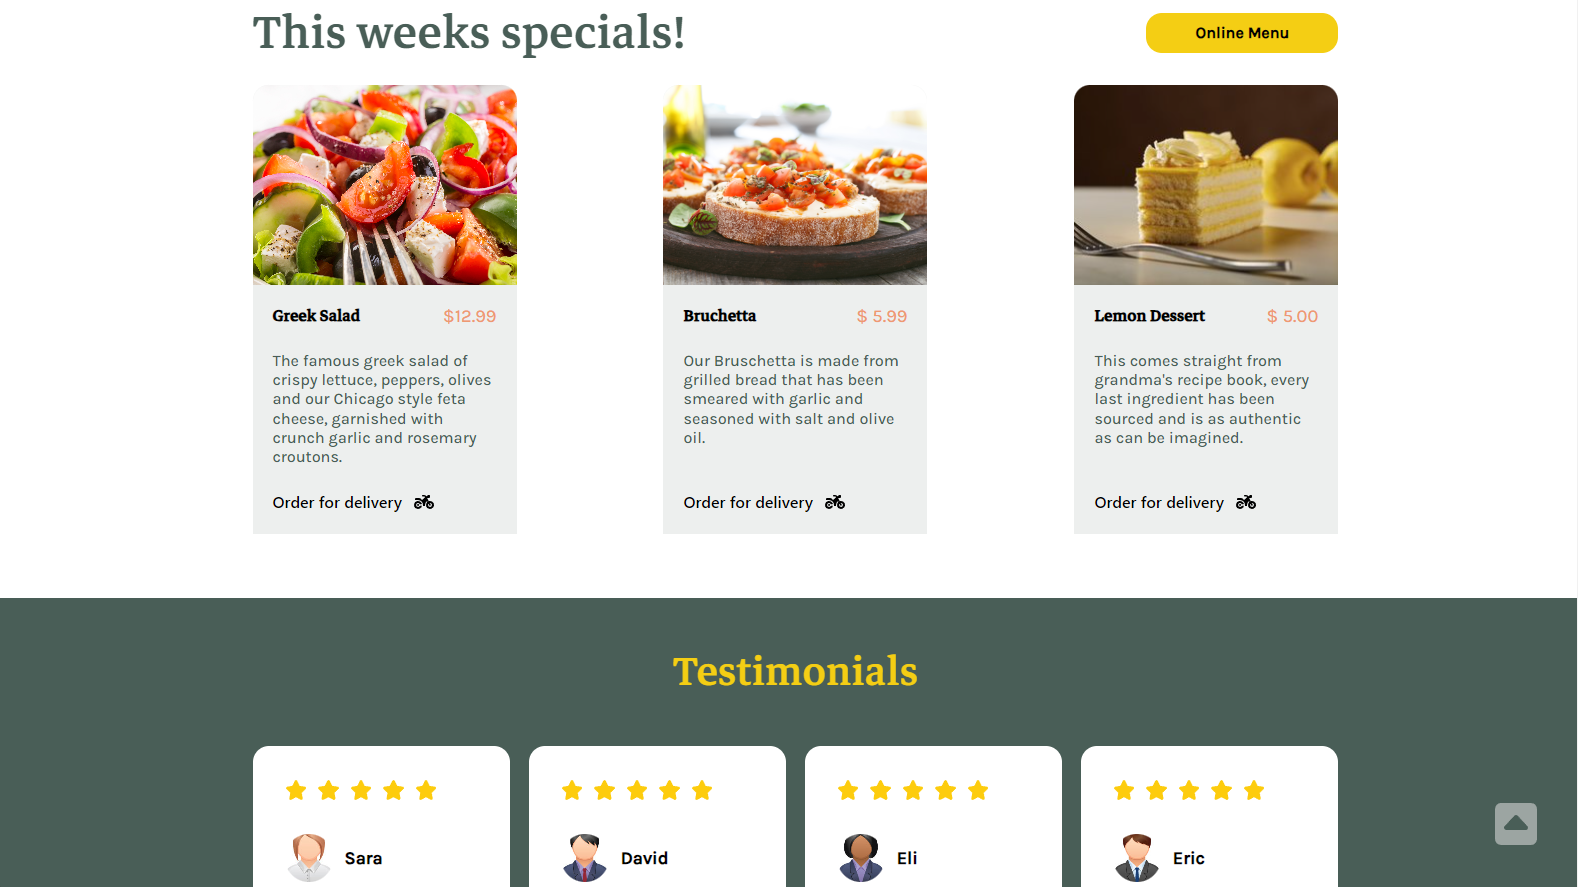 This weeks specials!
Online Menu
Greek Salad
$12.99
The famous greek salad of
crispy lettuce, peppers, olives
and our Chicago style feta
cheese, garnished with
crunch garlic and rosemary
croutons.
Order for delivery
Bruchetta
$ 5.99
Our Bruschetta is made from
grilled bread that has been
smeared with garlic and
seasoned with salt and olive
oil.
Order for delivery
Lemon Dessert
$ 5.00
This comes straight from
grandma's recipe book, every
last ingredient has been
sourced and is as authentic
as can be imagined.
Order for delivery
Testimonials
Sara
David
Eli
Eric